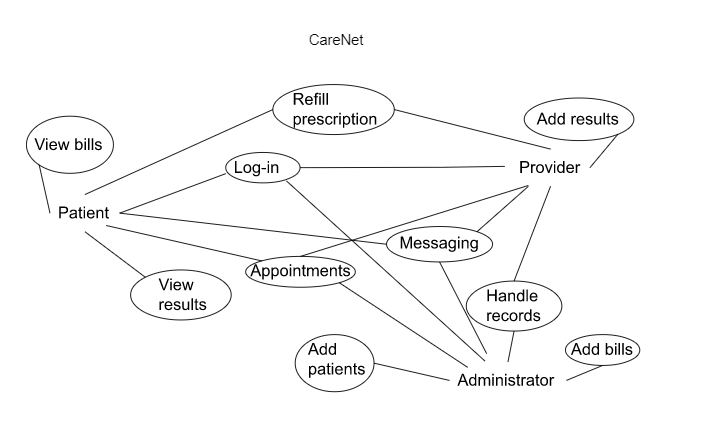 CareNet
Refill
prescription
Add results
View bills
Log-in
Provider
Patient
Messaging
Appointments
View
results
Handle
records
Add
patients
Add bills
Administrator